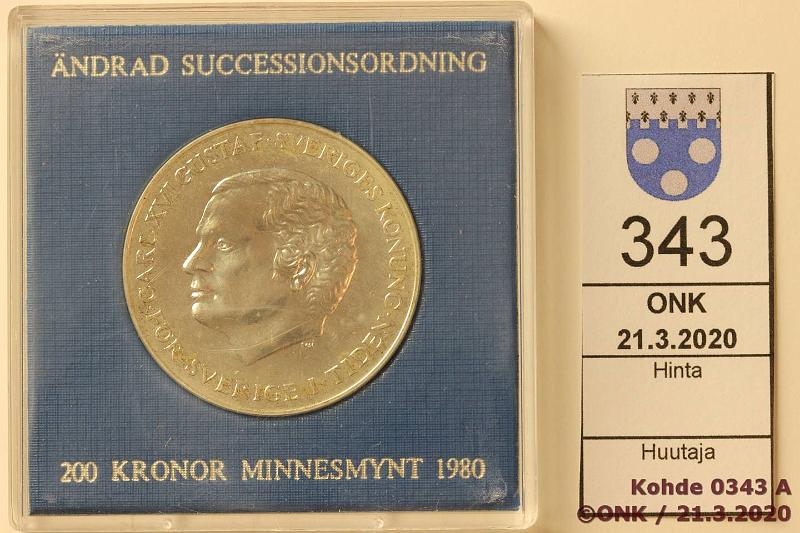 ÄNDRAD SUCCESSIONSORDNING
CARL·XVI·GUSTAF·SVERIGES KONUNG·
·FÖR·SVERIGE·I·TIDEN·
200 KRONOR MINNESMYNT 1980
343
ONK
21.3.2020
Hinta
Huutaja
Kohde 0343 A
©ONK / 21.3.2020